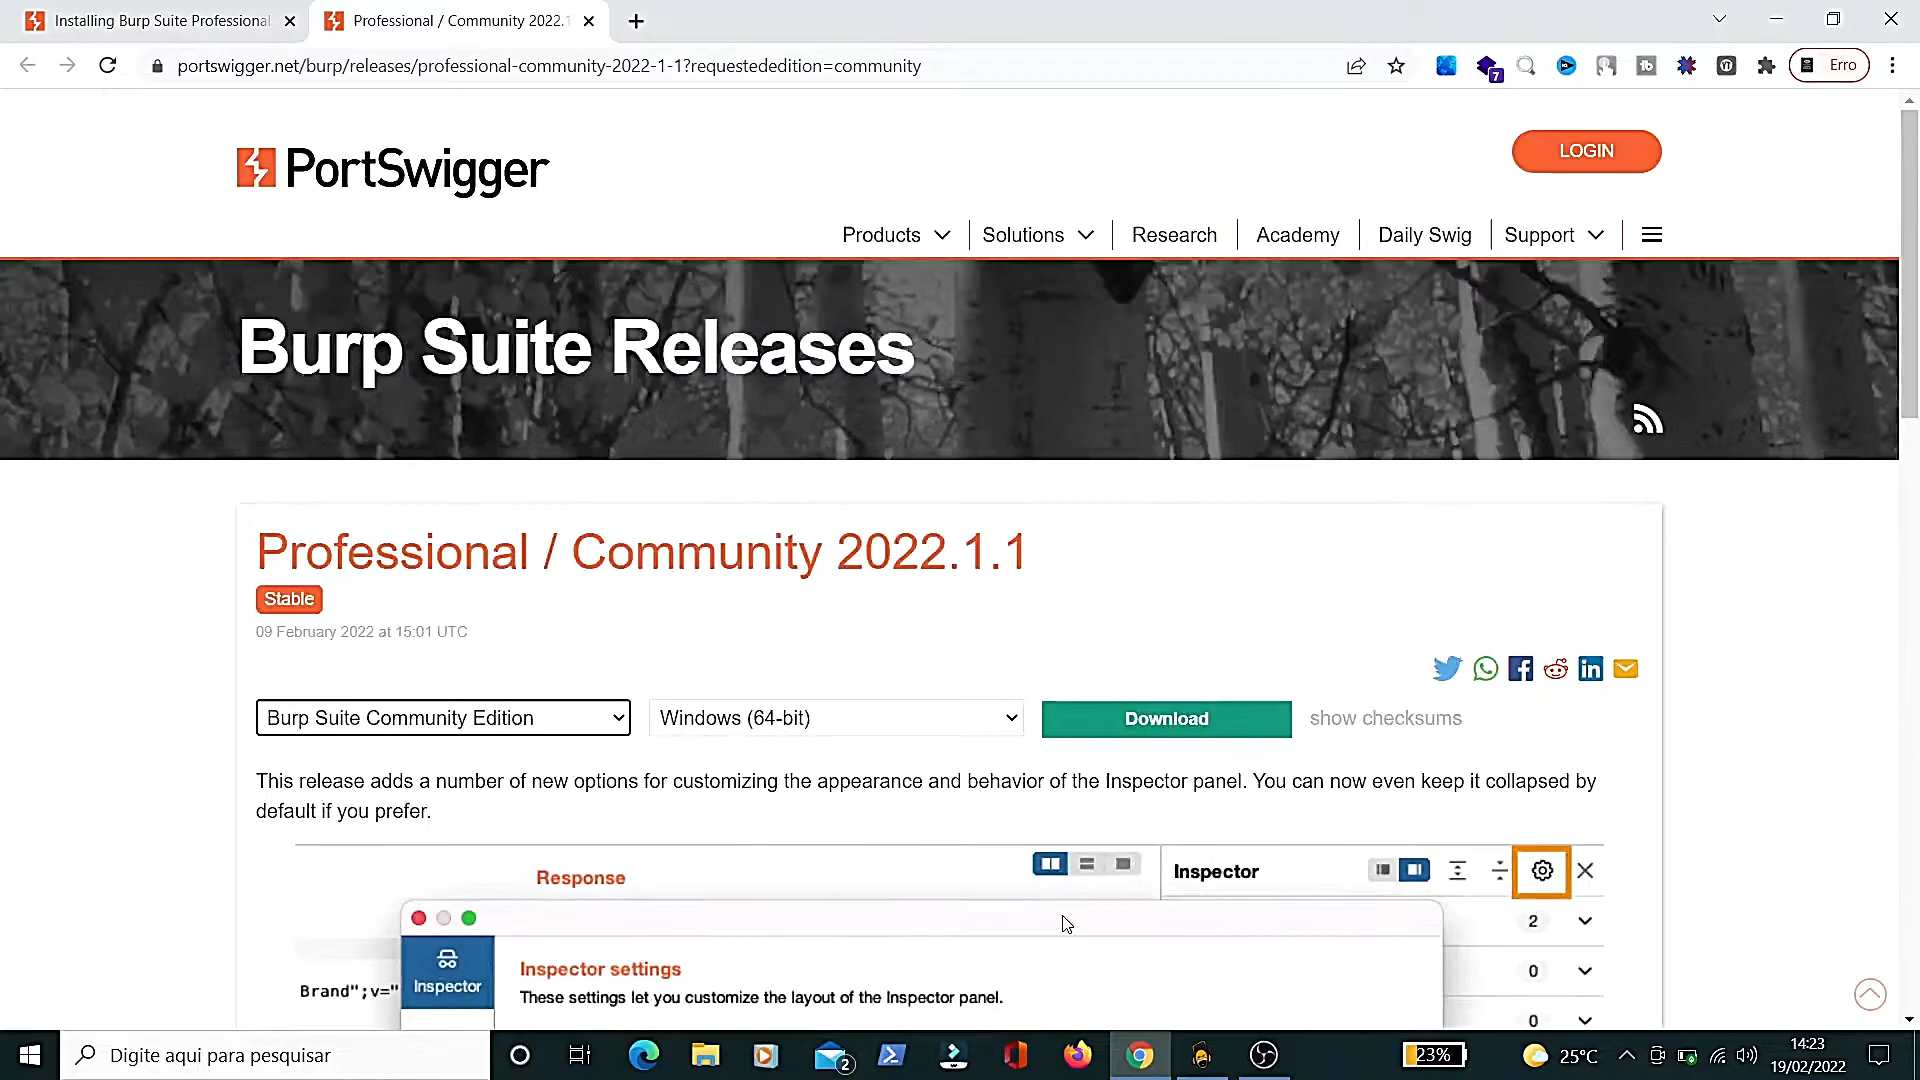 Installing Burp Suite Professional
Professional / Community 2022.1
portswigger.net/burp/releases/professional-community-2022-1-1?requestededition=community
7
Erro
PortSwigger
LOGIN
Products
Solutions
Research
Academy
Daily Swig
Support
Burp Suite Releases
Professional / Community 2022.1.1
Stable
09 February 2022 at 15:01 UTC
Burp Suite Community Edition
Windows (64-bit)
Download
show checksums
This release adds a number of new options for customizing the appearance and behavior of the Inspector panel. You can now even keep it collapsed by
default if you prefer.
Response
Inspector
2
Inspector settings
0
Inspector
Brand";v="
These settings let you customize the layout of the Inspector panel.
0
Digite aqui para pesquisar
2
23%
25°C
14:23
19/02/2022